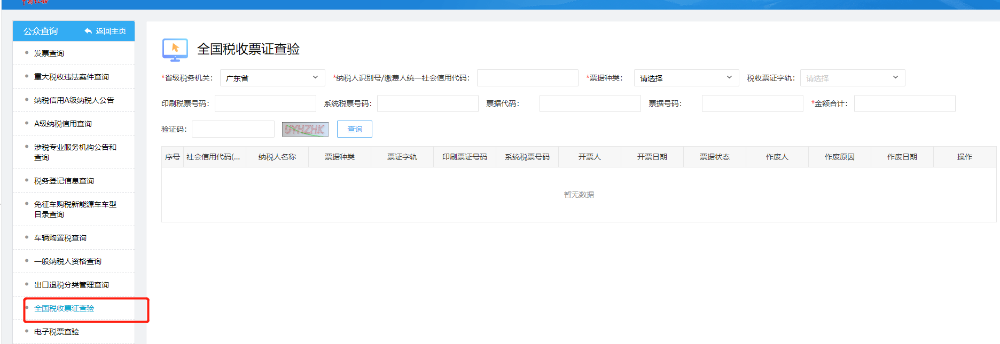 公众查询
返回主页
发票查询
重大税收违法案件查询
纳税信用A级纳税人公告
A级纳税信用查询
涉税专业服务机构公告和
查询
税务登记信息查询
免征车购税新能源车车型
目录查询
车辆购置税查询
一般纳税人资格查询
出口退税分类管理查询
全国税收票证查验
电子税票查验
全国税收票证查验
*省级税务机关： 广东省 *纳税人识别号/缴费人统一社会信用代码： *票据种类： 请选择 税收票证字轨： 请选择
印刷税票号码： 系统税票号码： 票据代码： 票据号码： *金额合计：
验证码： UYHZHK 查询
序号 社会信用代码(... 纳税人名称 票据种类 票证字轨 印刷票证号码 系统税票号码 开票人 开票日期 票据状态 作废人 作废原因 作废日期 操作
暂无数据